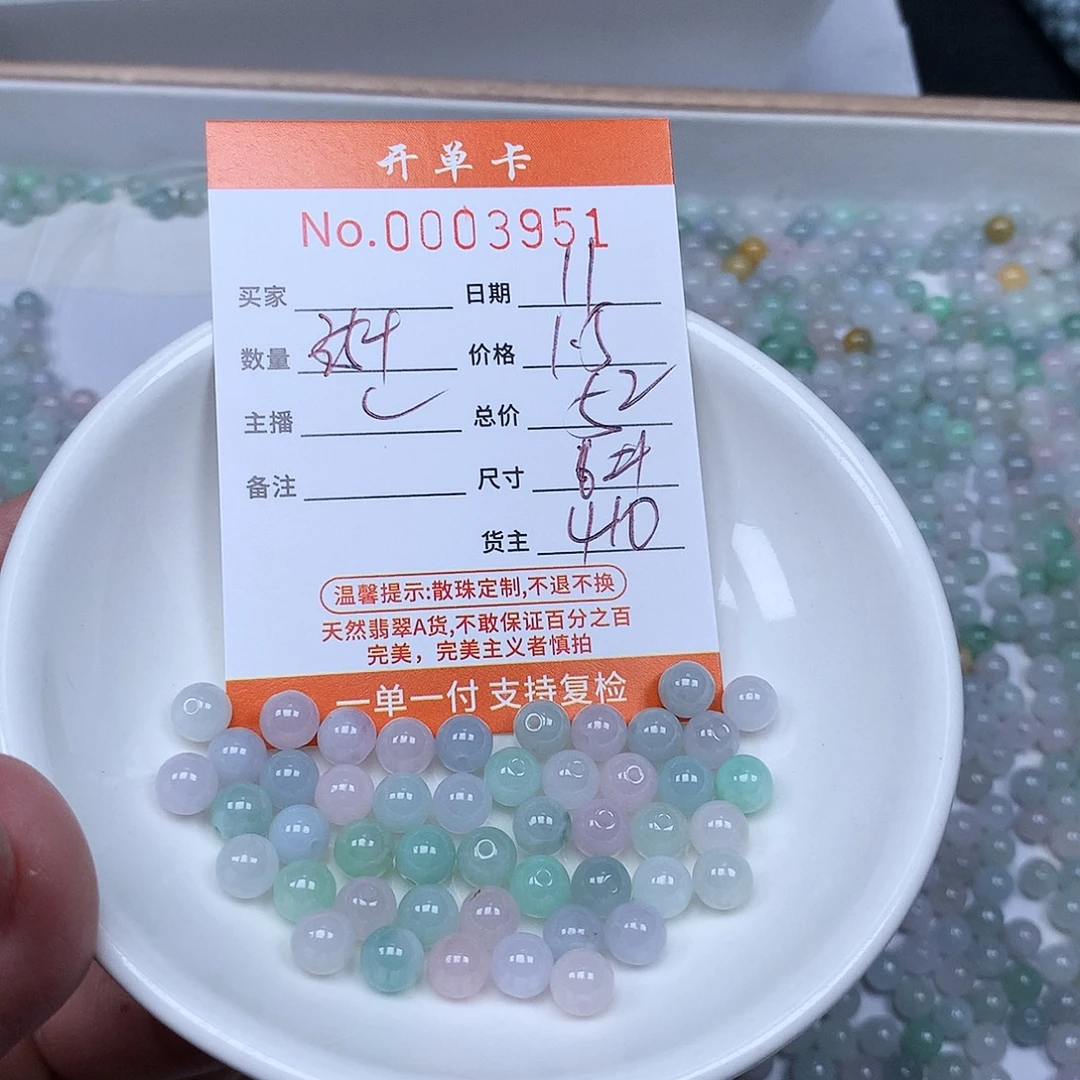 开单卡
No.0003951
买家 日期 11
数量 价格 1.5
主播 总价 52
备注 尺寸
货主 410
温馨提示:散珠定制,不退不换
天然翡翠A货,不敢保证百分之百
完美，完美主义者慎拍
一单一付 支持复检